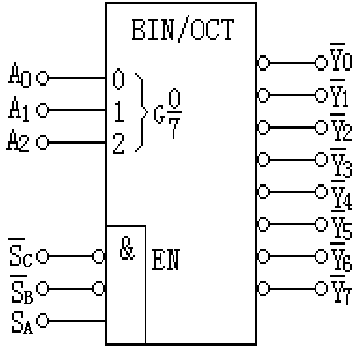 BIN/OCT
A0 0 Y̅0
A1 1 G0/7 Y̅1
A2 2 Y̅2
Y̅3
Y̅4
Y̅5
S̅C & EN Y̅6
S̅B Y̅7
SA